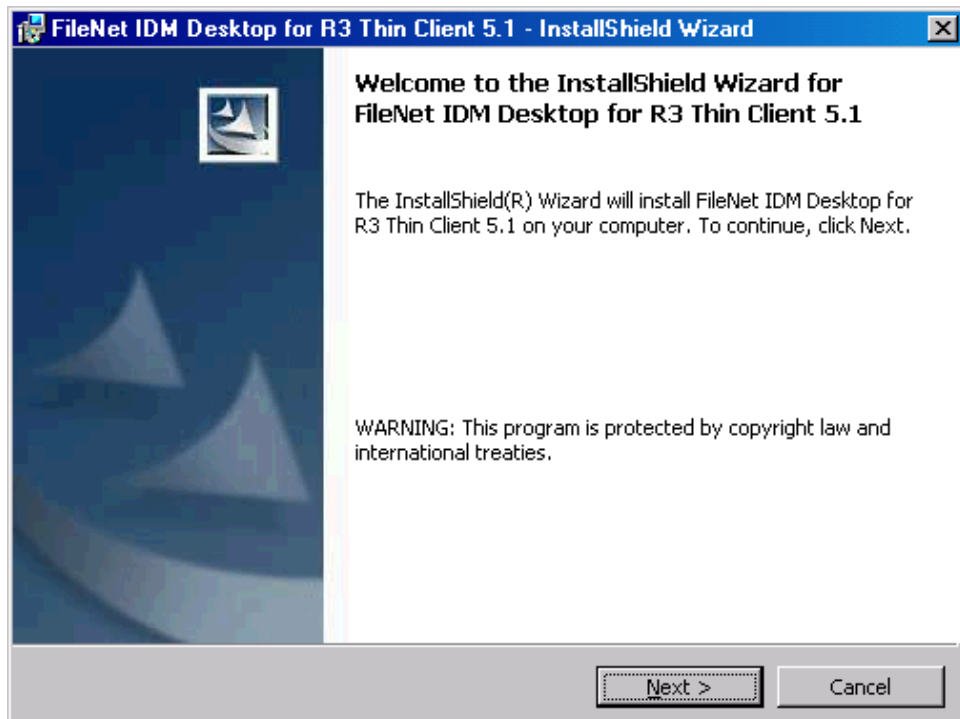 FileNet IDM Desktop for R3 Thin Client 5.1 - InstallShield Wizard
Welcome to the InstallShield Wizard for
FileNet IDM Desktop for R3 Thin Client 5.1
The InstallShield(R) Wizard will install FileNet IDM Desktop for
R3 Thin Client 5.1 on your computer. To continue, click Next.
WARNING: This program is protected by copyright law and
international treaties.
Next >
Cancel